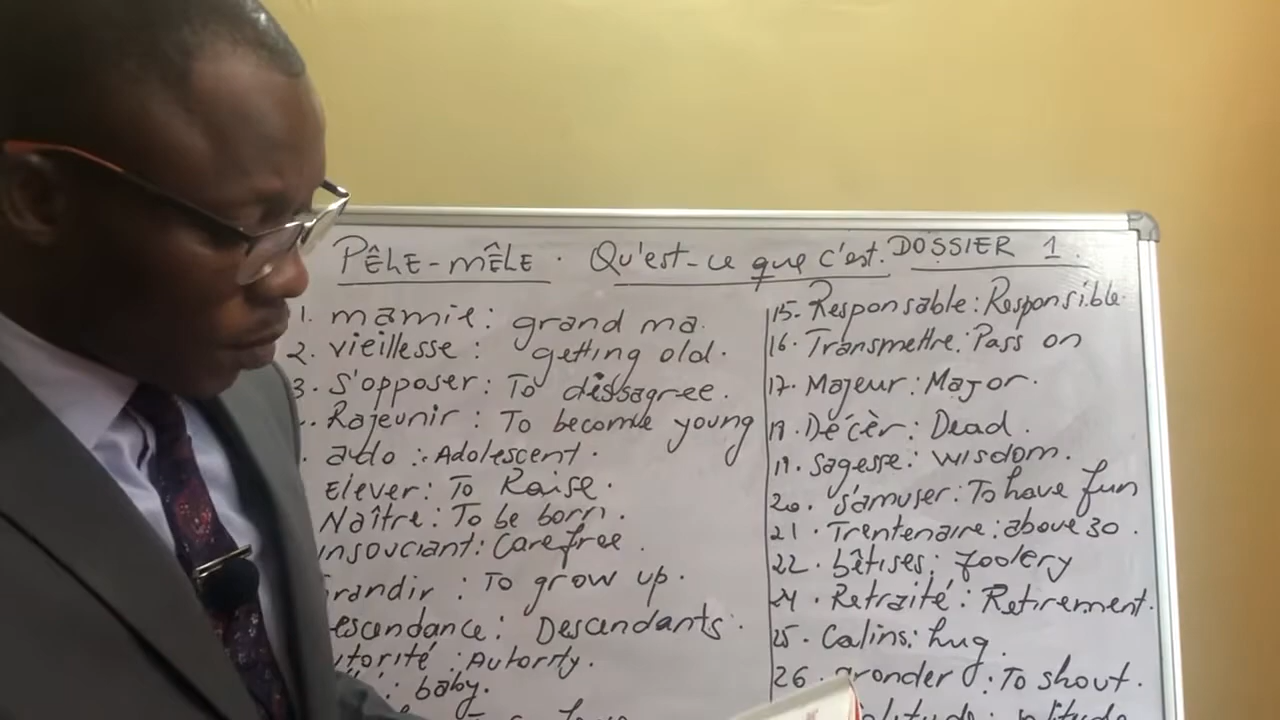 PÊLE-MÊLE. Qu'est-ce que c'est. DOSSIER 1.
1. mamie: grand ma.
2. vieillesse: getting old.
3. S'opposer: To dissagree.
Rajeunir: To become young
ado: Adolescent.
Elever: To Raise.
Naître: To be born.
insouciant: Carefree.
randir: To grow up.
escendance: Descendants.
torité: Autority.
: baby.
15. Responsable: Responsible
16. Transmettre: Pass on
17. Majeur: Major.
Décèr: Dead.
19. Sagesse: wisdom.
20. s'amuser: To have fun
21. Trentenaire: above 30.
22. bêtises: foolery
24. Retraité: Retirement.
25. Calins: hug.
26. gronder: To shout.